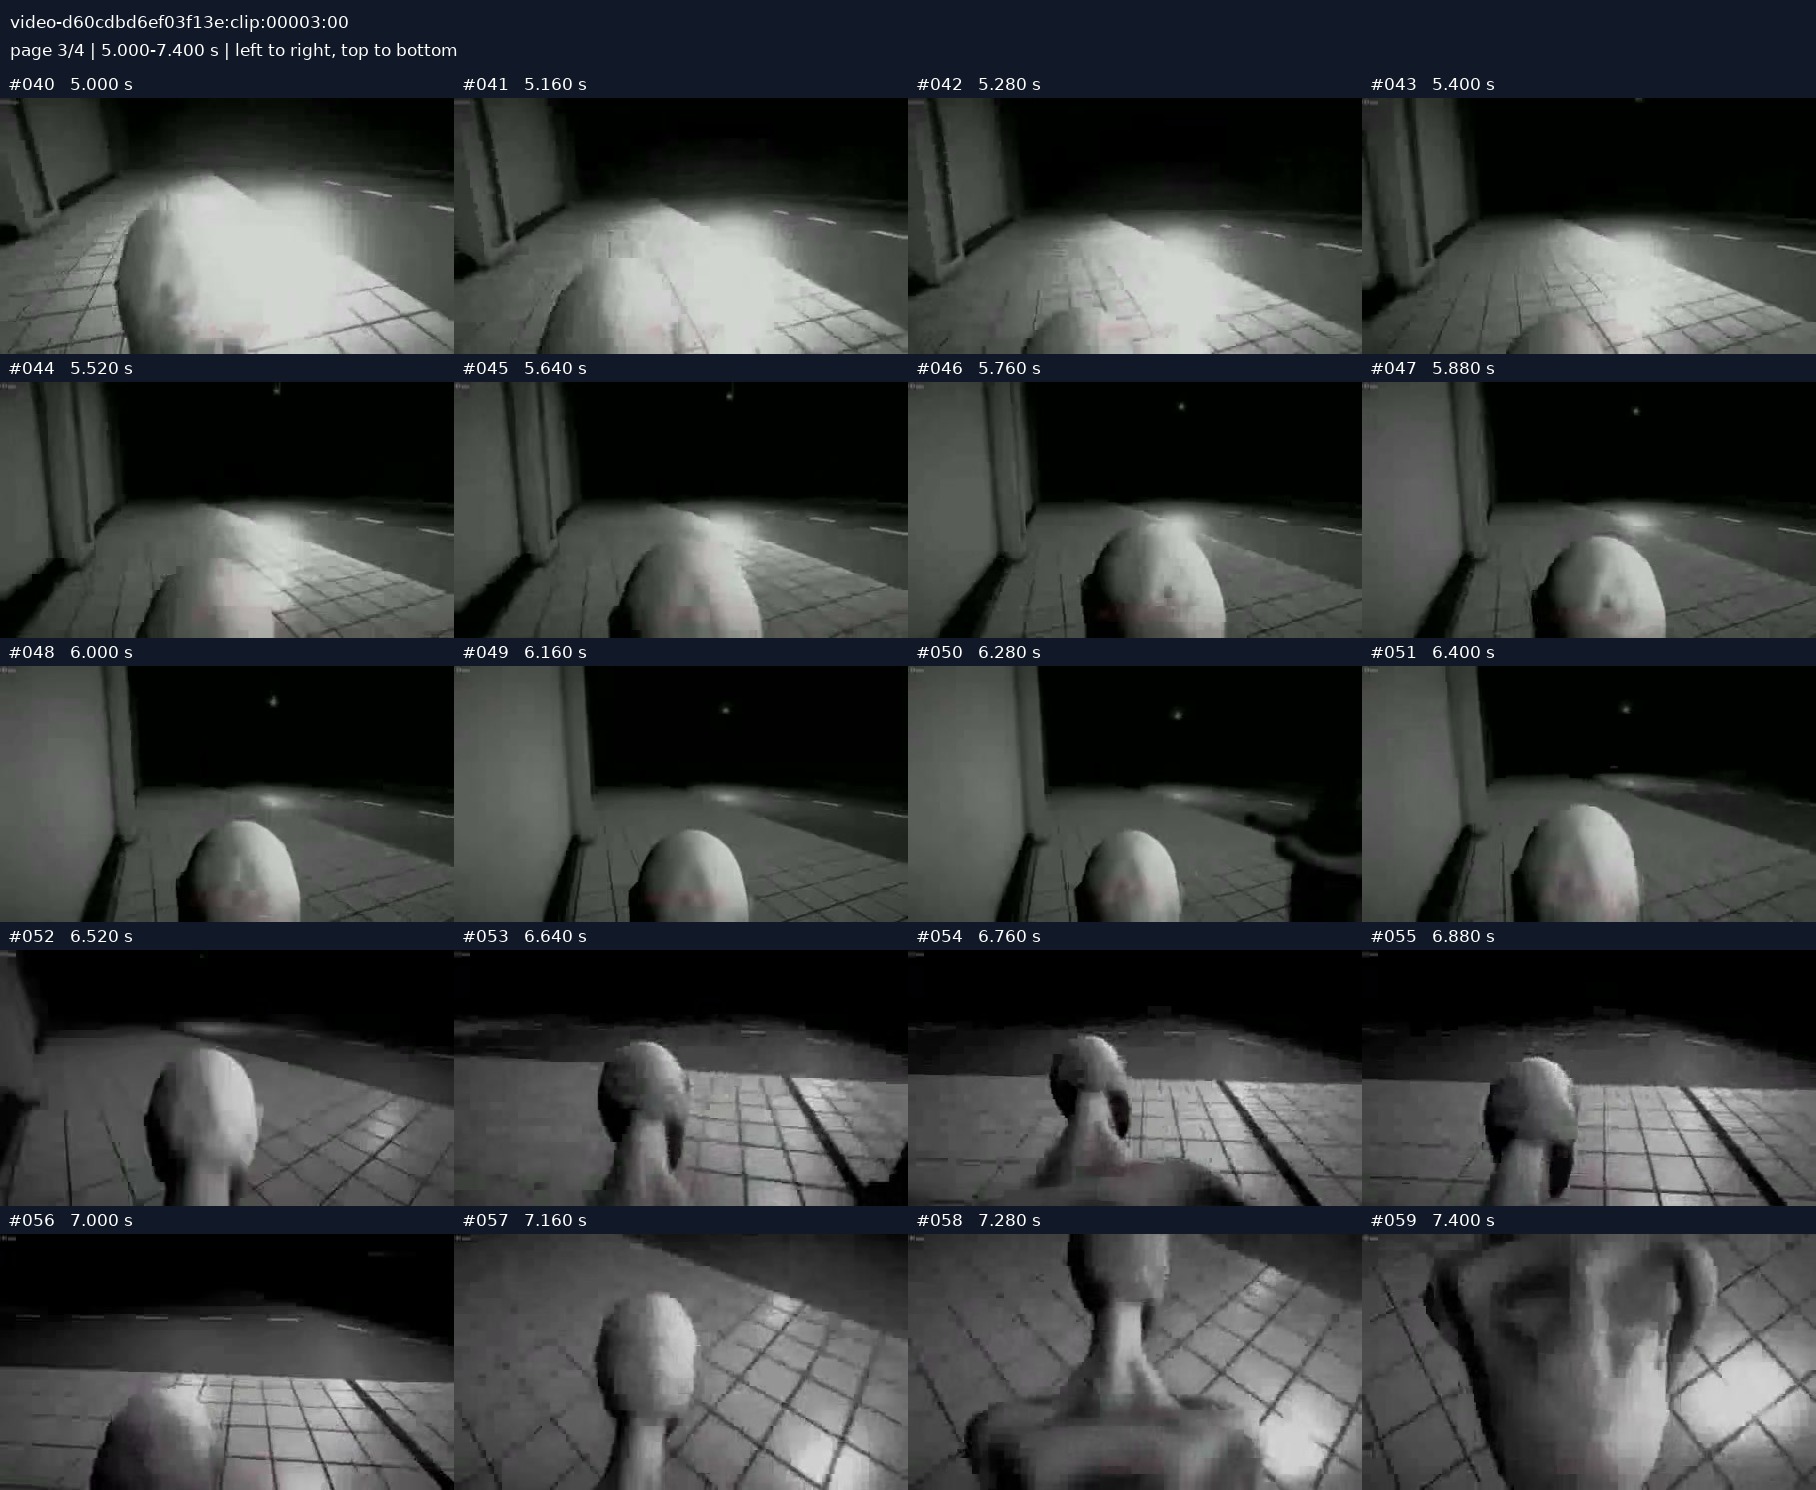 video-d60cdbd6ef03f13e:clip:00003:00
page 3/4 | 5.000-7.400 s | left to right, top to bottom
#040 5.000 s
#041 5.160 s
#042 5.280 s
#043 5.400 s
#044 5.520 s
#045 5.640 s
#046 5.760 s
#047 5.880 s
#048 6.000 s
#049 6.160 s
#050 6.280 s
#051 6.400 s
#052 6.520 s
#053 6.640 s
#054 6.760 s
#055 6.880 s
#056 7.000 s
#057 7.160 s
#058 7.280 s
#059 7.400 s